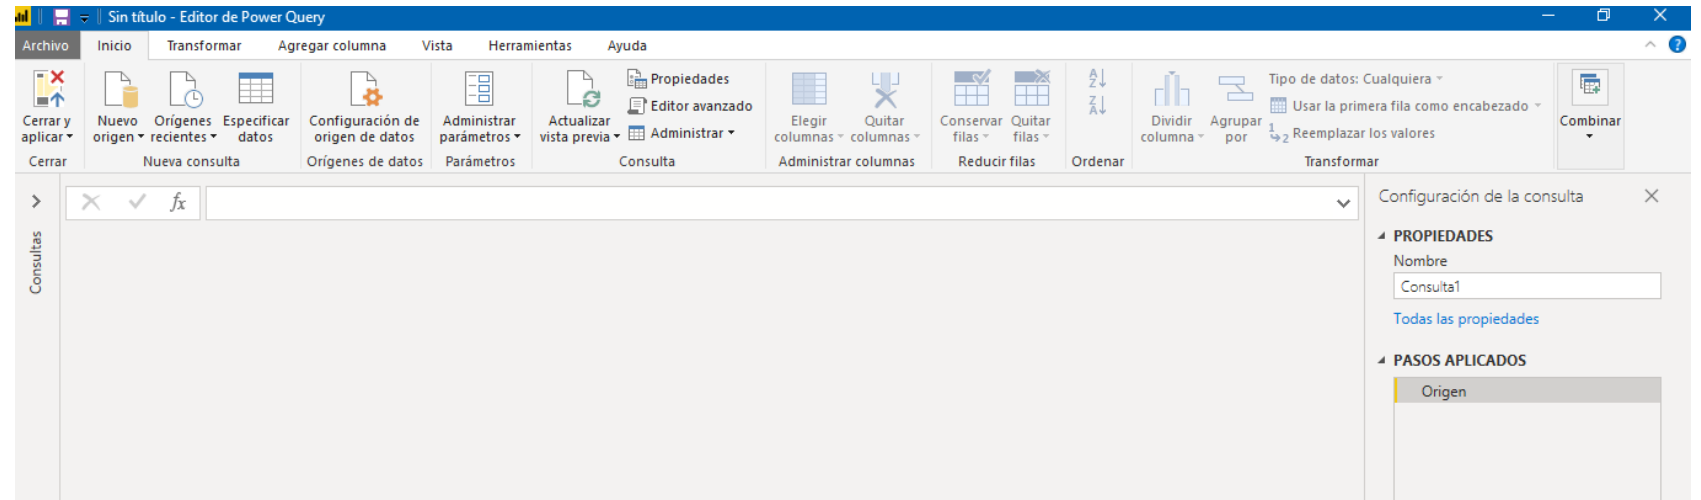 Sin título - Editor de Power Query
Archivo Inicio Transformar Agregar columna Vista Herramientas Ayuda
Cerrar y aplicar
Cerrar
Nuevo origen
Orígenes recientes
Especificar datos
Nueva consulta
Configuración de origen de datos
Orígenes de datos
Administrar parámetros
Parámetros
Actualizar vista previa
Propiedades
Editor avanzado
Administrar
Consulta
Elegir columnas
Quitar columnas
Administrar columnas
Conservar filas
Quitar filas
Reducir filas
Ordenar
Dividir columna
Agrupar por
Tipo de datos: Cualquiera
Usar la primera fila como encabezado
Reemplazar los valores
Transformar
Combinar
Consultas
fx
Configuración de la consulta
PROPIEDADES
Nombre
Consulta1
Todas las propiedades
PASOS APLICADOS
Origen